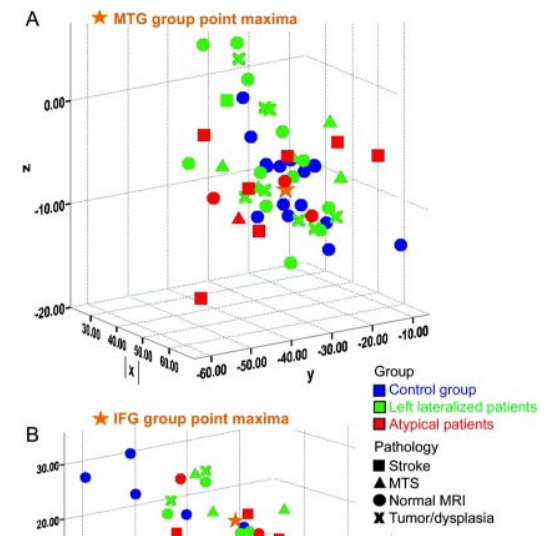 A
MTG group point maxima
0.00
z
-10.00
-20.00
30.00
40.00
50.00
60.00
|x|
-60.00
-50.00
-40.00
-30.00
-20.00
-10.00
y
Group
Control group
Left lateralized patients
Atypical patients
Pathology
Stroke
MTS
Normal MRI
Tumor/dysplasia
IFG group point maxima
B
30.00
20.00